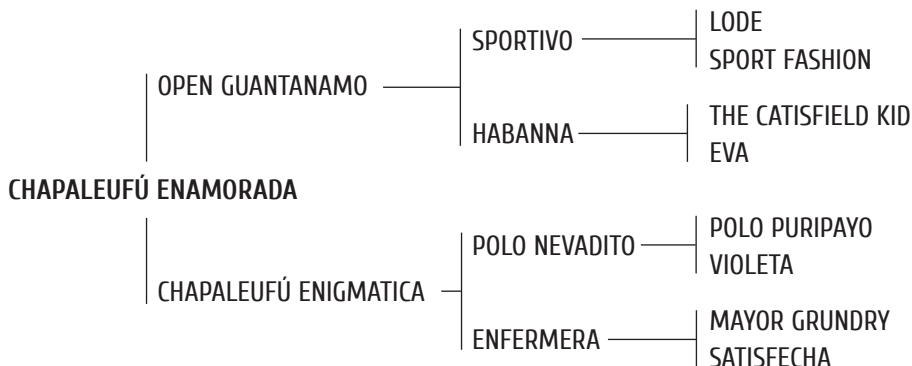 LODE
SPORTIVO
SPORT FASHION
OPEN GUANTANAMO
THE CATISFIELD KID
HABANNA
EVA
CHAPALEUFÚ ENAMORADA
POLO PURIPAYO
POLO NEVADITO
VIOLETA
CHAPALEUFÚ ENIGMATICA
MAYOR GRUNDRY
ENFERMERA
SATISFECHA